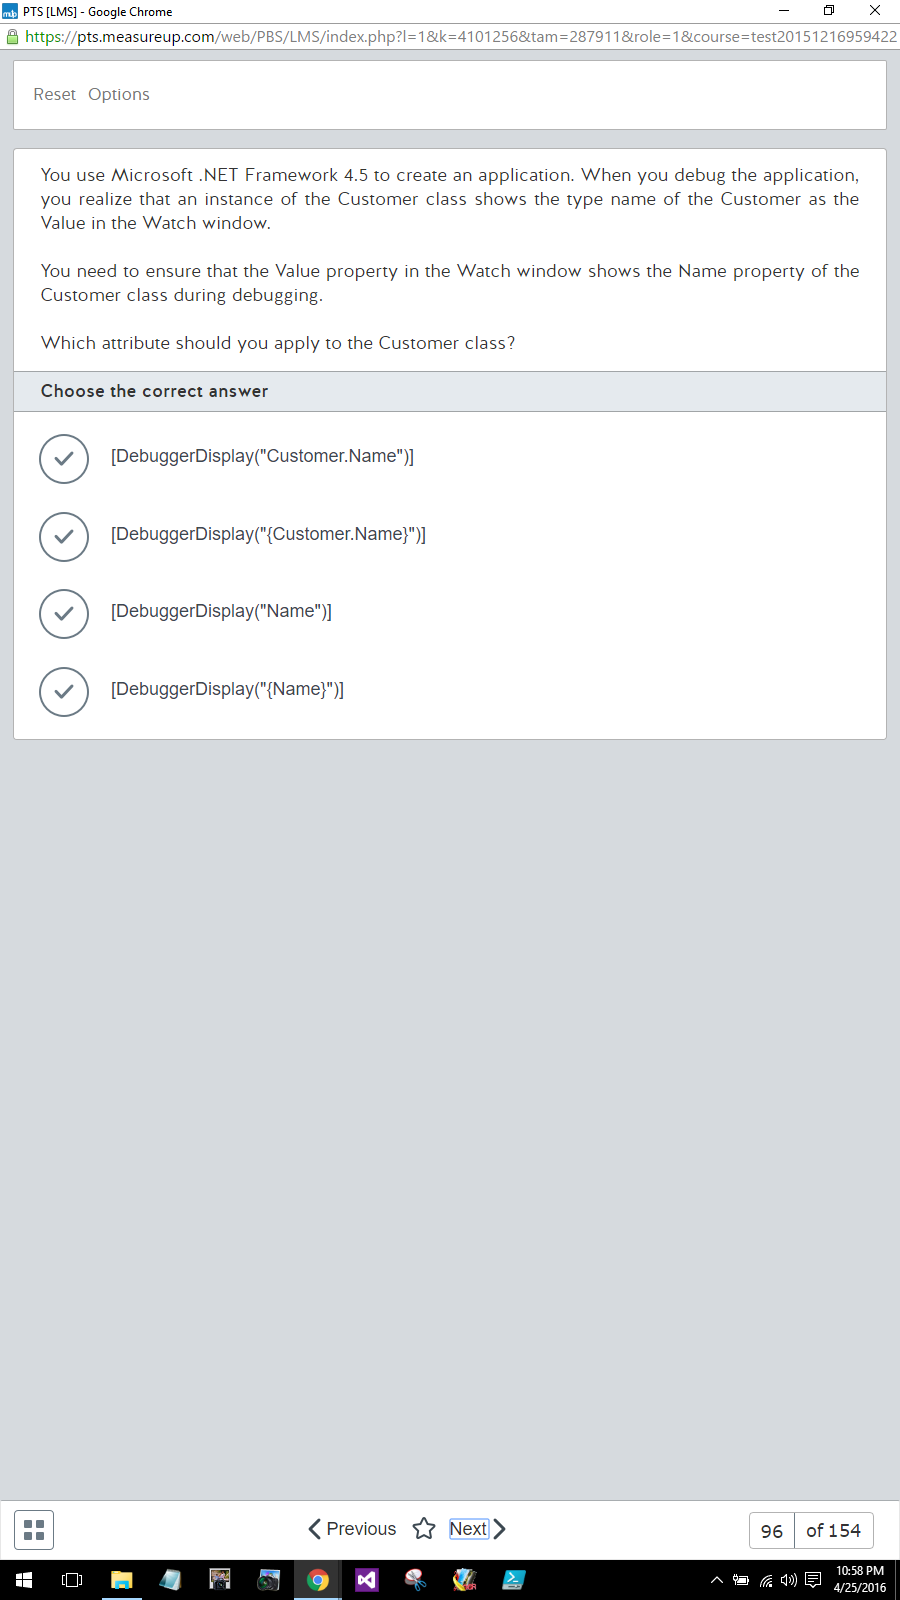 PTS [LMS] - Google Chrome
https://pts.measureup.com/web/PBS/LMS/index.php?l=1&k=4101256&tam=287911&role=1&course=test20151216959422
Reset Options
You use Microsoft .NET Framework 4.5 to create an application. When you debug the application,
you realize that an instance of the Customer class shows the type name of the Customer as the
Value in the Watch window.
You need to ensure that the Value property in the Watch window shows the Name property of the
Customer class during debugging.
Which attribute should you apply to the Customer class?
Choose the correct answer
[DebuggerDisplay("Customer.Name")]
[DebuggerDisplay("{Customer.Name}")]
[DebuggerDisplay("Name")]
[DebuggerDisplay("{Name}")]
Previous Next 96 of 154
10:58 PM
4/25/2016